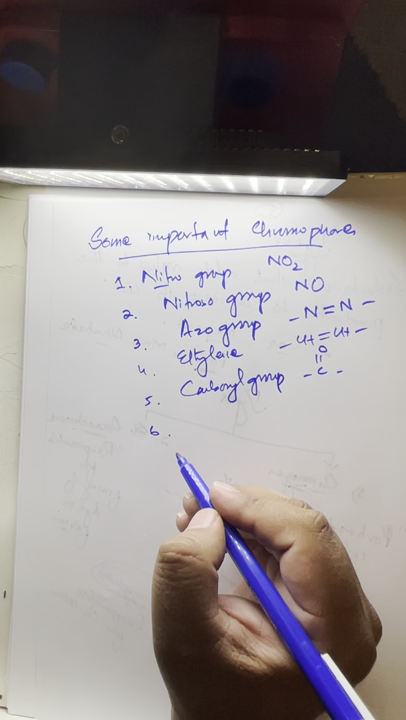 Some important Chromophores
1. Nitro group NO₂
2. Nitroso group NO
3. Azo group -N=N-
4. Ethylene -CH=CH-
5. Carbonyl group -C-
O
6.